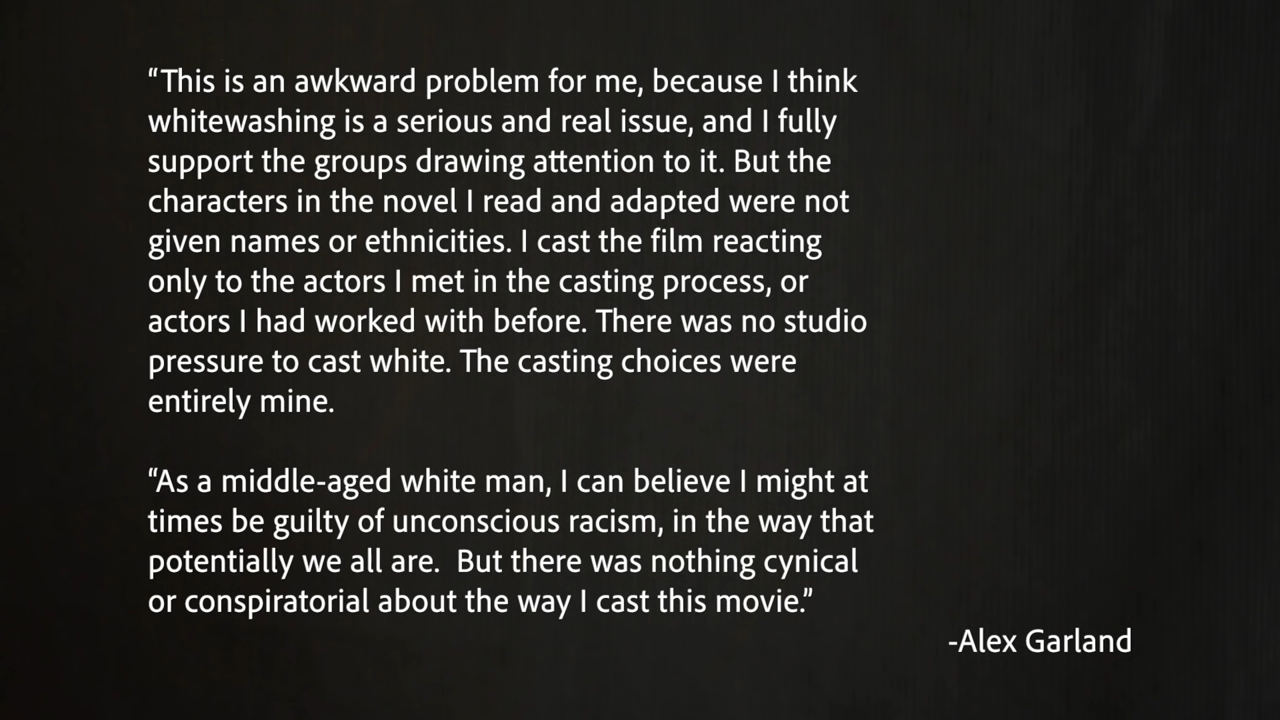 “This is an awkward problem for me, because I think
whitewashing is a serious and real issue, and I fully
support the groups drawing attention to it. But the
characters in the novel I read and adapted were not
given names or ethnicities. I cast the film reacting
only to the actors I met in the casting process, or
actors I had worked with before. There was no studio
pressure to cast white. The casting choices were
entirely mine.
“As a middle-aged white man, I can believe I might at
times be guilty of unconscious racism, in the way that
potentially we all are.  But there was nothing cynical
or conspiratorial about the way I cast this movie.”
-Alex Garland